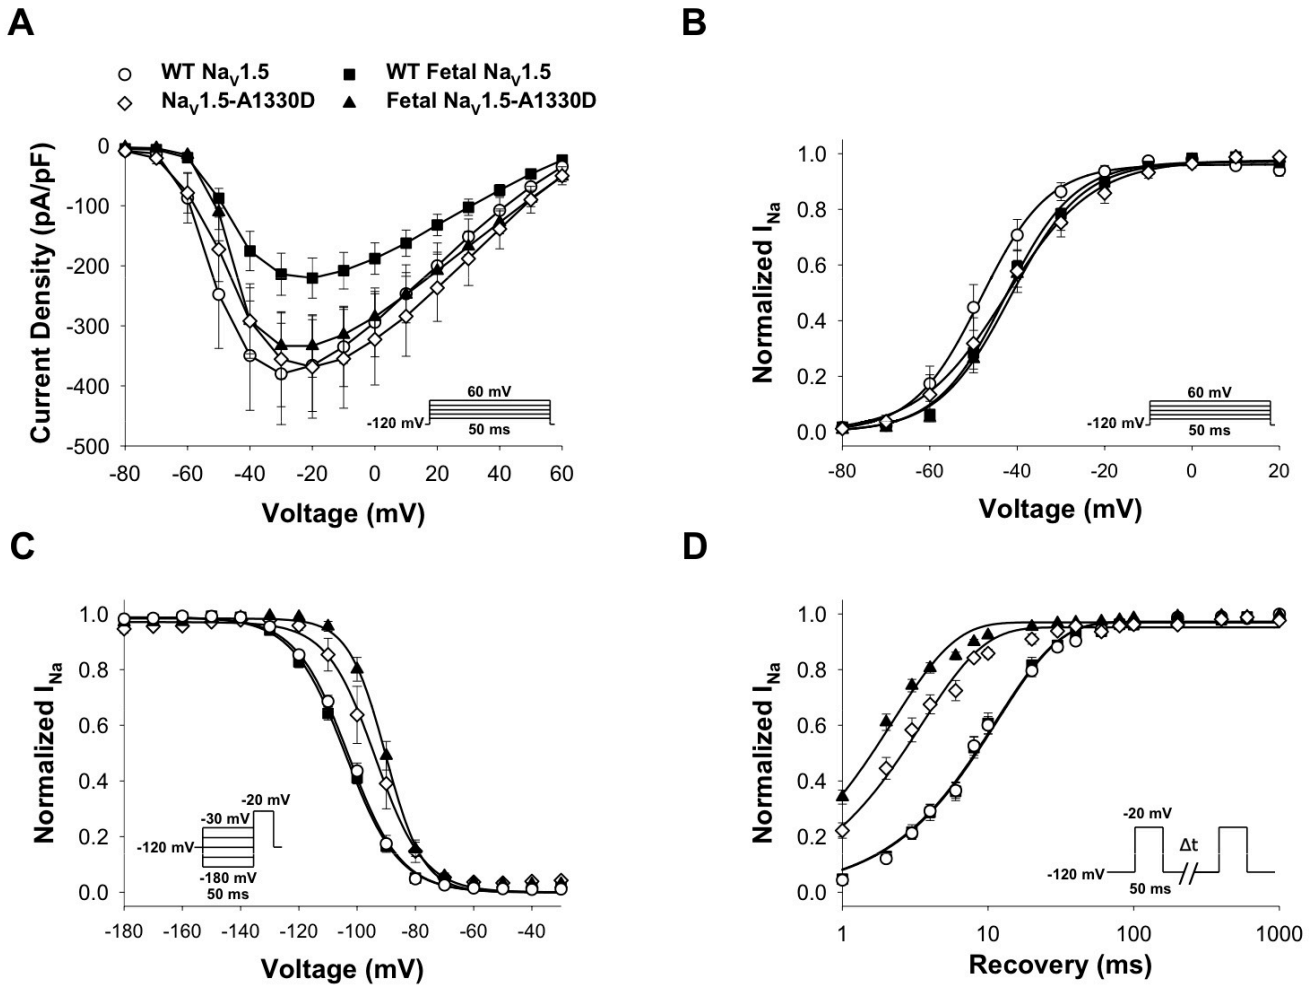 A
WT NaV1.5
WT Fetal NaV1.5
NaV1.5-A1330D
Fetal NaV1.5-A1330D
0
-100
-200
-300
-400
-500
Current Density (pA/pF)
-80 -60 -40 -20 0 20 40 60
Voltage (mV)
60 mV
-120 mV
50 ms
B
1.0
0.8
0.6
0.4
0.2
0.0
Normalized INa
-80 -60 -40 -20 0 20
Voltage (mV)
60 mV
-120 mV
50 ms
C
1.0
0.8
0.6
0.4
0.2
0.0
Normalized INa
-180 -160 -140 -120 -100 -80 -60 -40
Voltage (mV)
-20 mV
-30 mV
-120 mV
-180 mV
50 ms
D
1.0
0.8
0.6
0.4
0.2
0.0
Normalized INa
1 10 100 1000
Recovery (ms)
-20 mV
Δt
-120 mV
50 ms